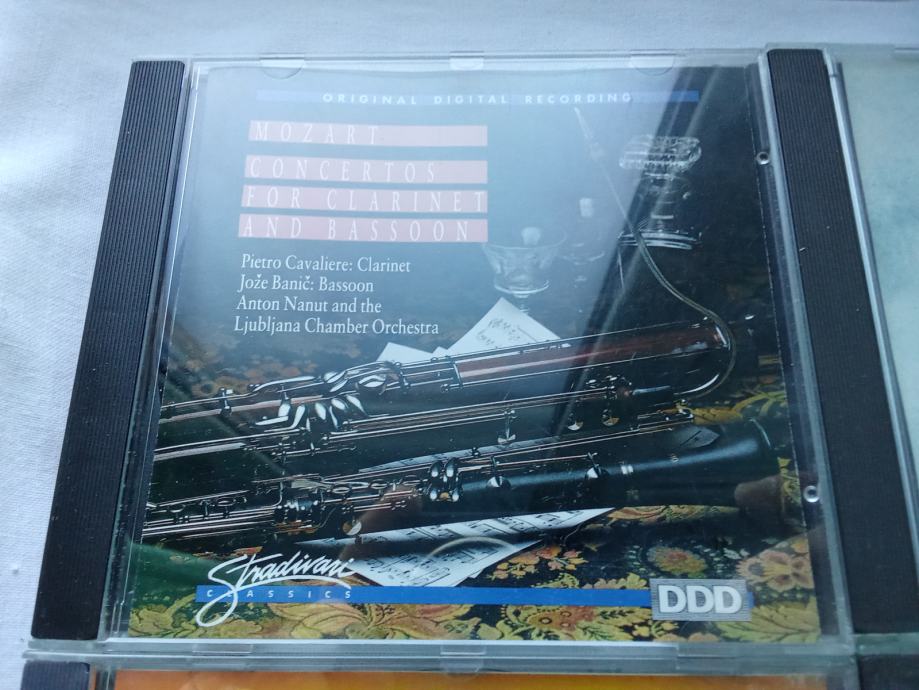 ORIGINAL DIGITAL RECORDING
MOZART
CONCERTOS
FOR CLARINET
AND BASSOON
Pietro Cavaliere: Clarinet
Jože Banič: Bassoon
Anton Nanut and the
Ljubljana Chamber Orchestra
Stradivari
CLASSICS
DDD